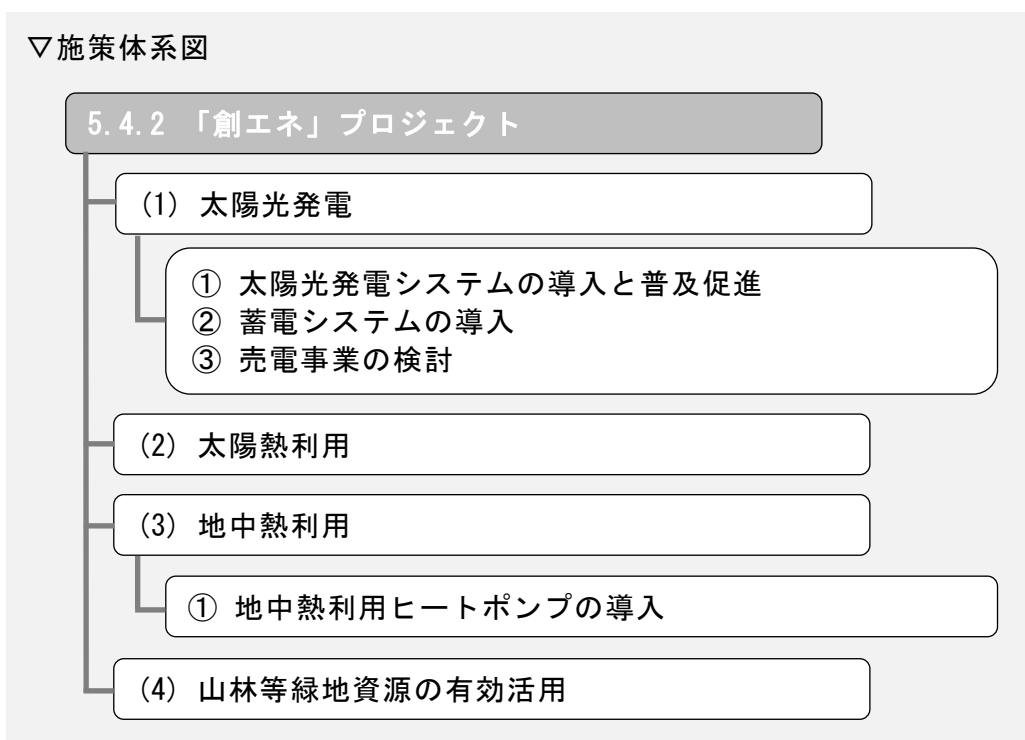 ▽施策体系図
5.4.2 「創エネ」プロジェクト
(1) 太陽光発電
① 太陽光発電システムの導入と普及促進
② 蓄電システムの導入
③ 売電事業の検討
(2) 太陽熱利用
(3) 地中熱利用
① 地中熱利用ヒートポンプの導入
(4) 山林等緑地資源の有効活用